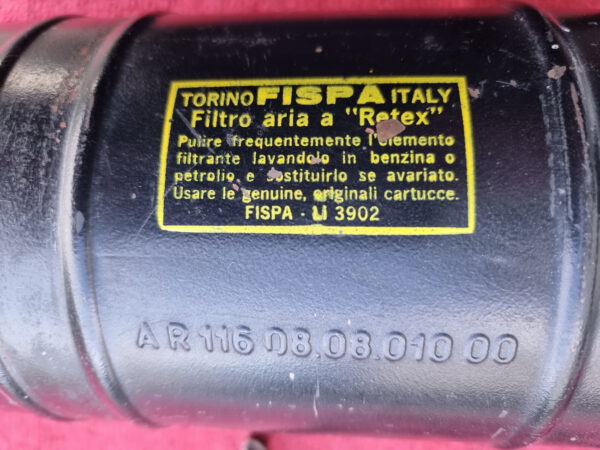 TORINO FISPA ITALY
Filtro aria a "Retex"
Pulire frequentemente l'elemento
filtrante lavandolo in benzina o
petrolio, e sostituirlo se avariato.
Usare le genuine, originali cartucce.
FISPA - U 3902
AR 116 08.08.010 00